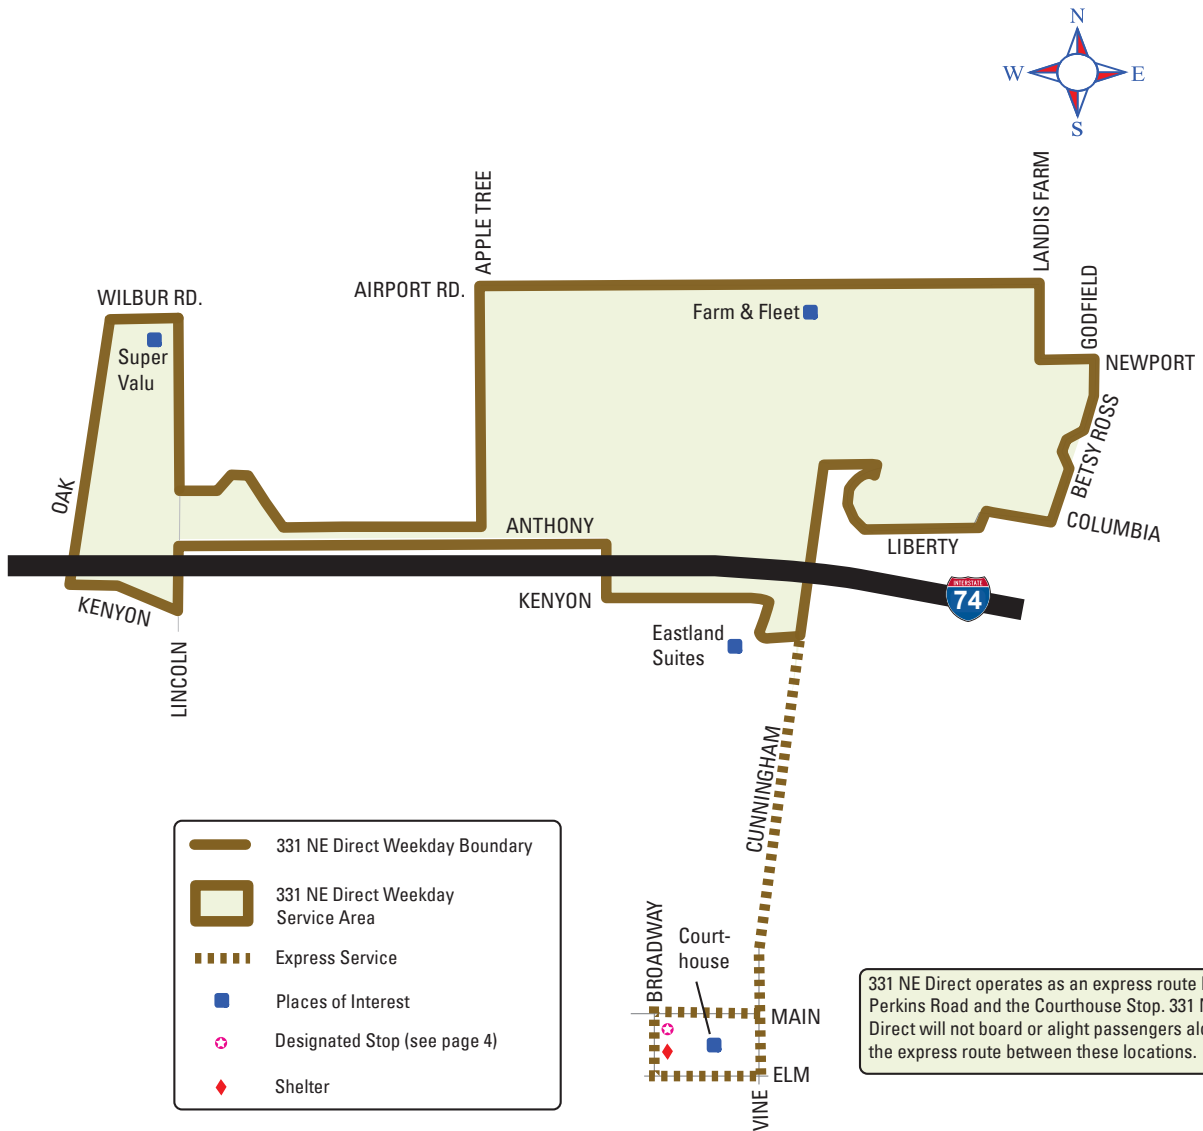 N
W
E
S
APPLE TREE
LANDIS FARM
GODFIELD
AIRPORT RD.
WILBUR RD.
Farm & Fleet
Super
Valu
NEWPORT
BETSY ROSS
OAK
ANTHONY
COLUMBIA
LIBERTY
KENYON
KENYON
INTERSTATE
74
Eastland
Suites
LINCOLN
CUNNINGHAM
331 NE Direct Weekday Boundary
331 NE Direct Weekday
Service Area
Express Service
Places of Interest
Designated Stop (see page 4)
Shelter
BROADWAY
Court-
house
MAIN
ELM
VINE
331 NE Direct operates as an express route
Perkins Road and the Courthouse Stop. 331
Direct will not board or alight passengers
the express route between these locations.